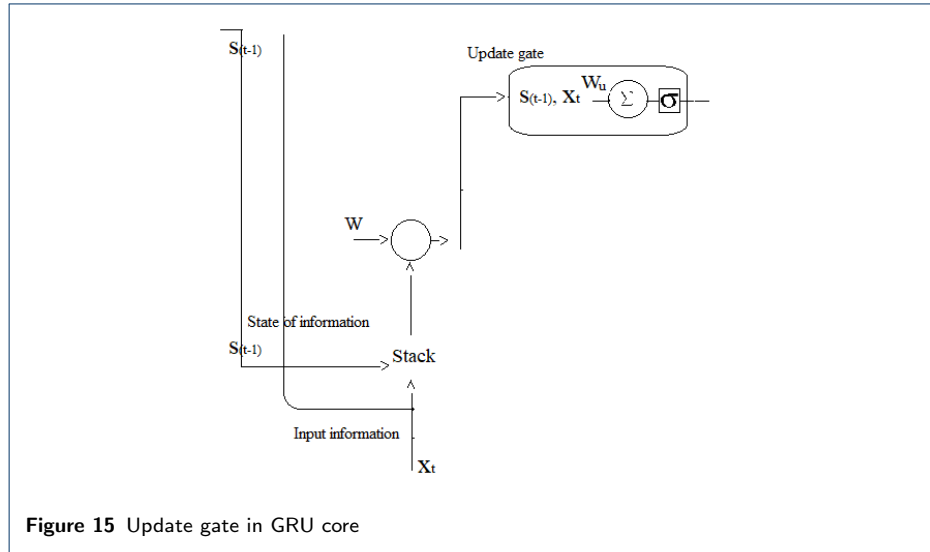 S(t-1)
Update gate
S(t-1), Xt Wu Σ σ
W
State of information
S(t-1)
Stack
Input information
Xt
Figure 15 Update gate in GRU core